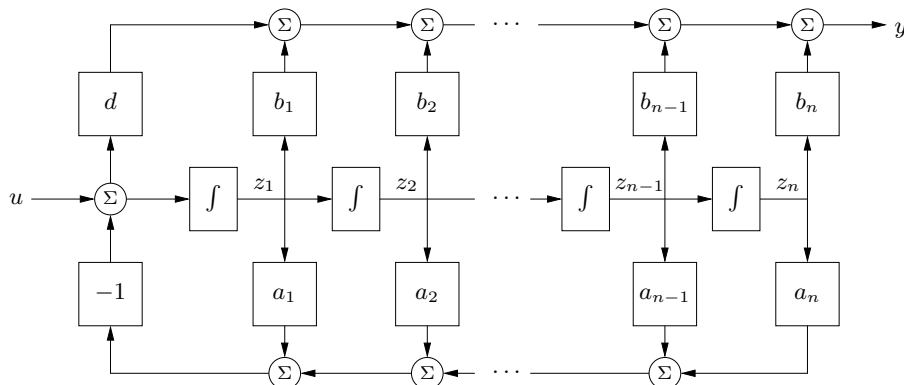 Σ Σ ⋯ Σ Σ y
d b₁ b₂ bₙ₋₁ bₙ
u Σ ∫ z₁ ∫ z₂ ⋯ ∫ zₙ₋₁ ∫ zₙ
−1 a₁ a₂ aₙ₋₁ aₙ
Σ Σ ⋯ Σ